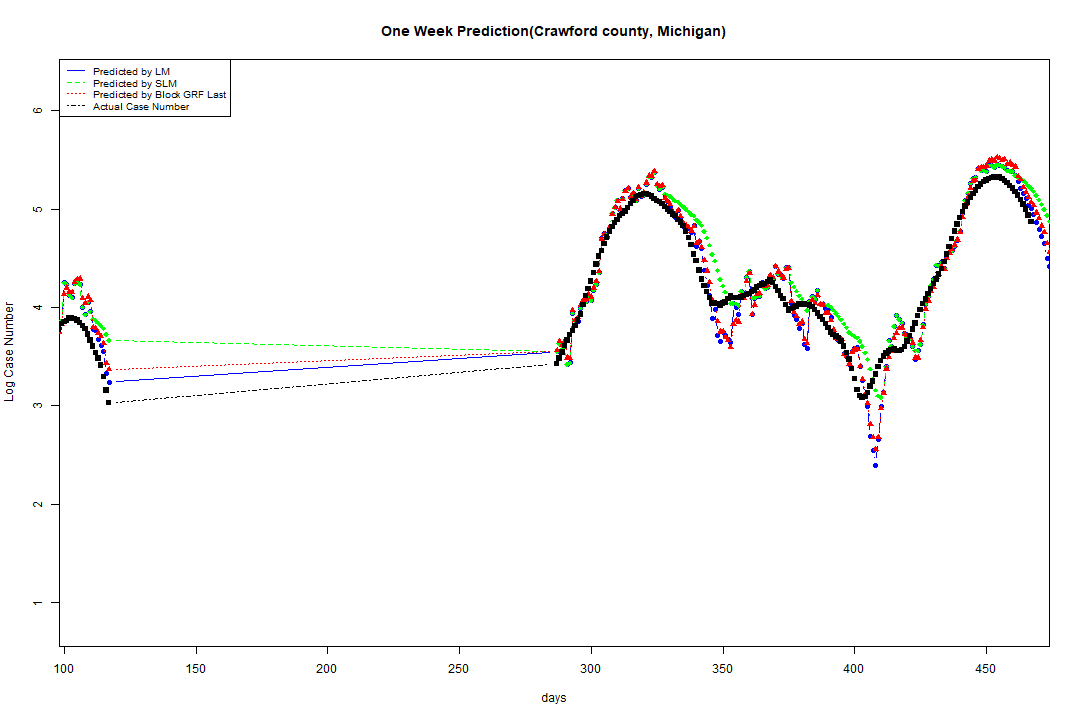 One Week Prediction(Crawford county, Michigan)
Predicted by LM
Predicted by SLM
Predicted by Block GRF Last
Actual Case Number
Log Case Number
6
5
4
3
2
1
100 150 200 250 300 350 400 450
days